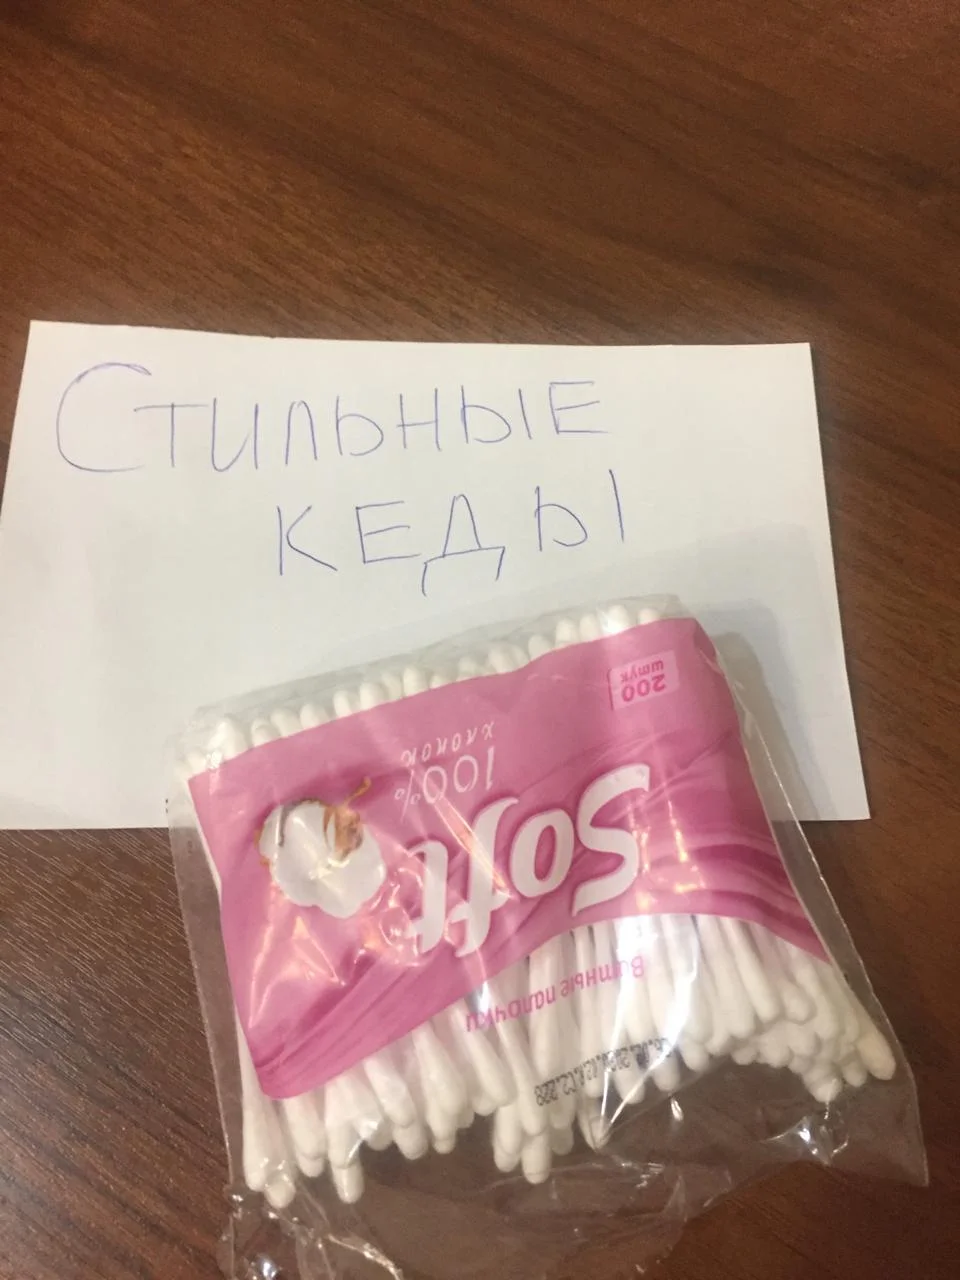 Стильные
кеды
200
штук
100%
хлопок
Soft
Ватные палочки